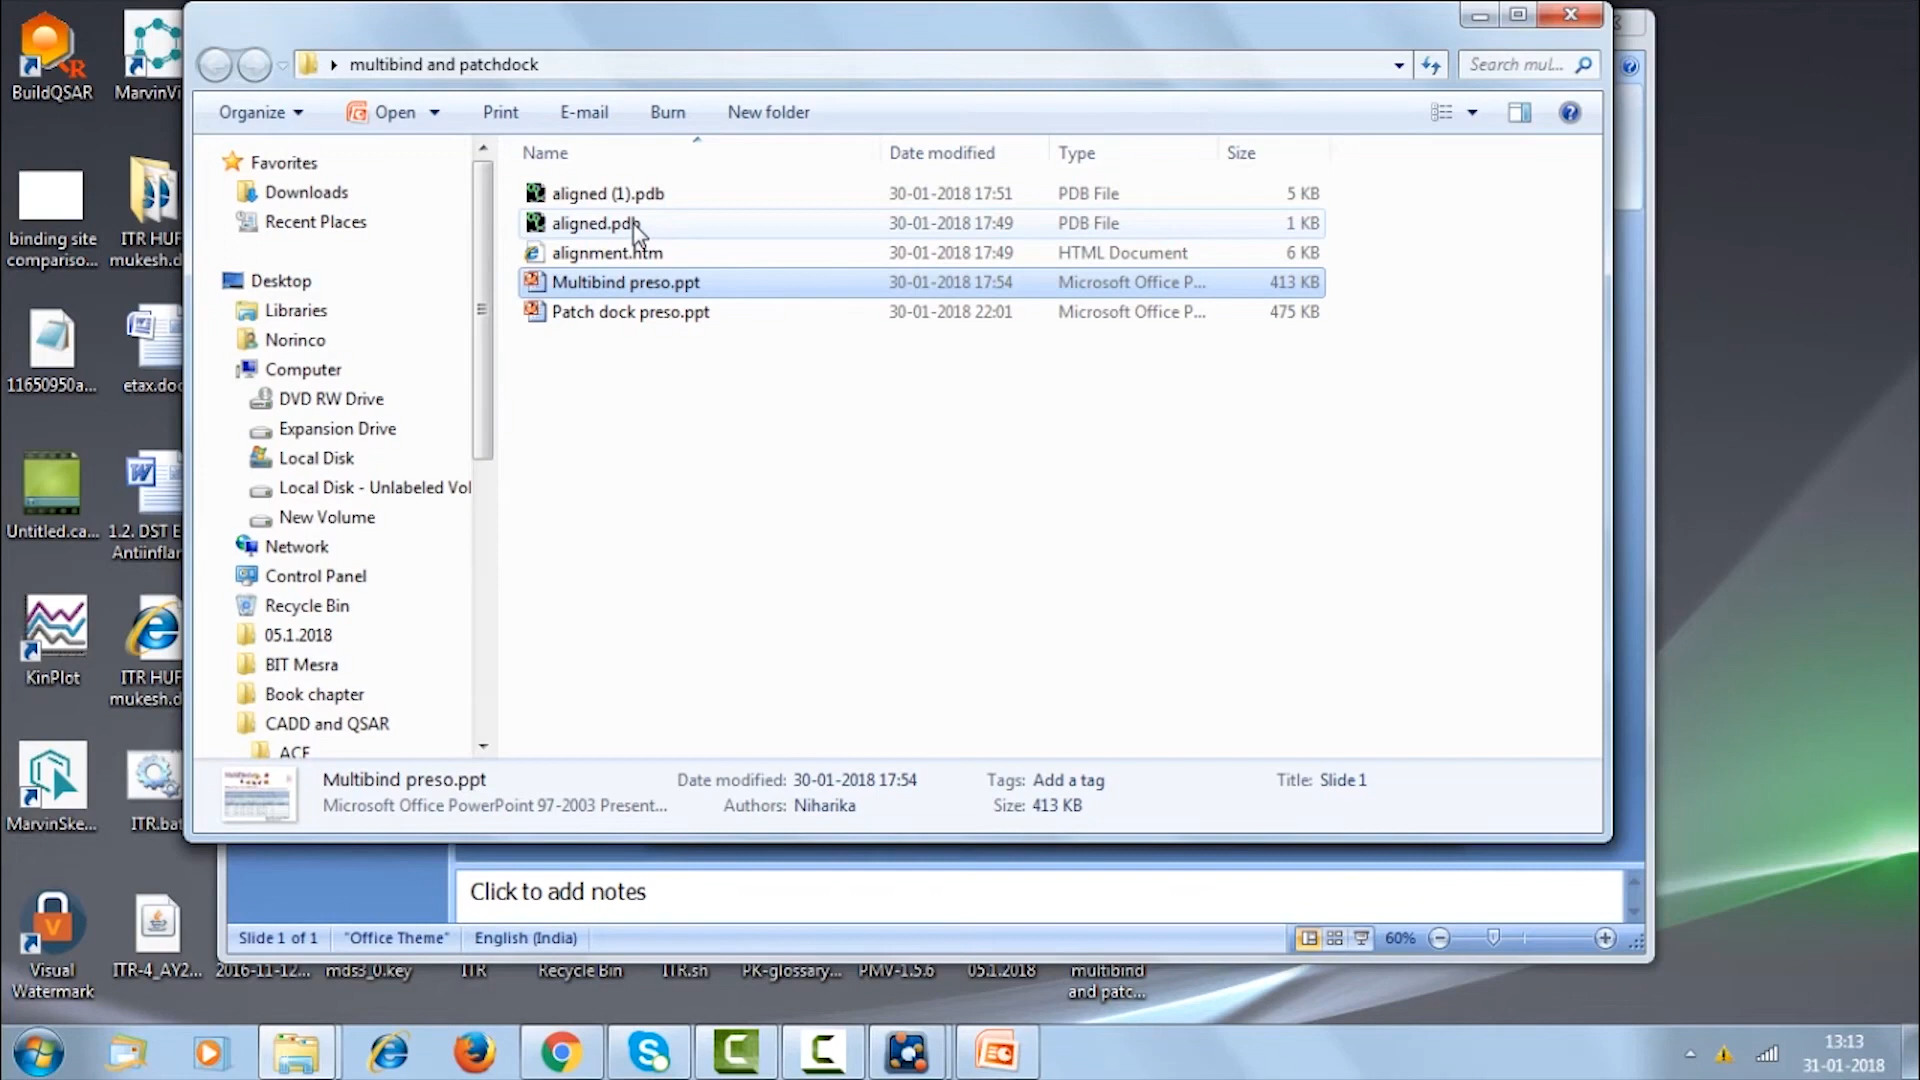 multibind and patchdock
Search mul...
Organize
Open
Print
E-mail
Burn
New folder
Name
Date modified
Type
Size
aligned (1).pdb
30-01-2018 17:51
PDB File
5 KB
aligned.pdb
30-01-2018 17:49
PDB File
1 KB
alignment.htm
30-01-2018 17:49
HTML Document
6 KB
Multibind preso.ppt
30-01-2018 17:54
Microsoft Office P...
413 KB
Patch dock preso.ppt
30-01-2018 22:01
Microsoft Office P...
475 KB
Favorites
Downloads
Recent Places
Desktop
Libraries
Norinco
Computer
DVD RW Drive
Expansion Drive
Local Disk
Local Disk - Unlabeled Vol
New Volume
Network
Control Panel
Recycle Bin
05.1.2018
BIT Mesra
Book chapter
CADD and QSAR
ACE
Multibind preso.ppt
Date modified: 30-01-2018 17:54
Tags: Add a tag
Title: Slide 1
Microsoft Office PowerPoint 97-2003 Present...
Authors: Niharika
Size: 413 KB
Click to add notes
Slide 1 of 1
"Office Theme"
English (India)
60%
BuildQSAR
MarvinVi
binding site
compariso...
ITR HUF
mukesh.d
11650950a...
etax.doc
Untitled.ca...
1.2. DST E
Antiinflar
KinPlot
ITR HUF
mukesh.d
MarvinSke...
ITR.bat
Visual
Watermark
ITR-4_AY2...
2016-11-12...
mds3_0.key
ITR
Recycle Bin
ITR.sh
PK-glossary...
PMV-1.5.6
05.1.2018
multibind
and patc...
13:13
31-01-2018